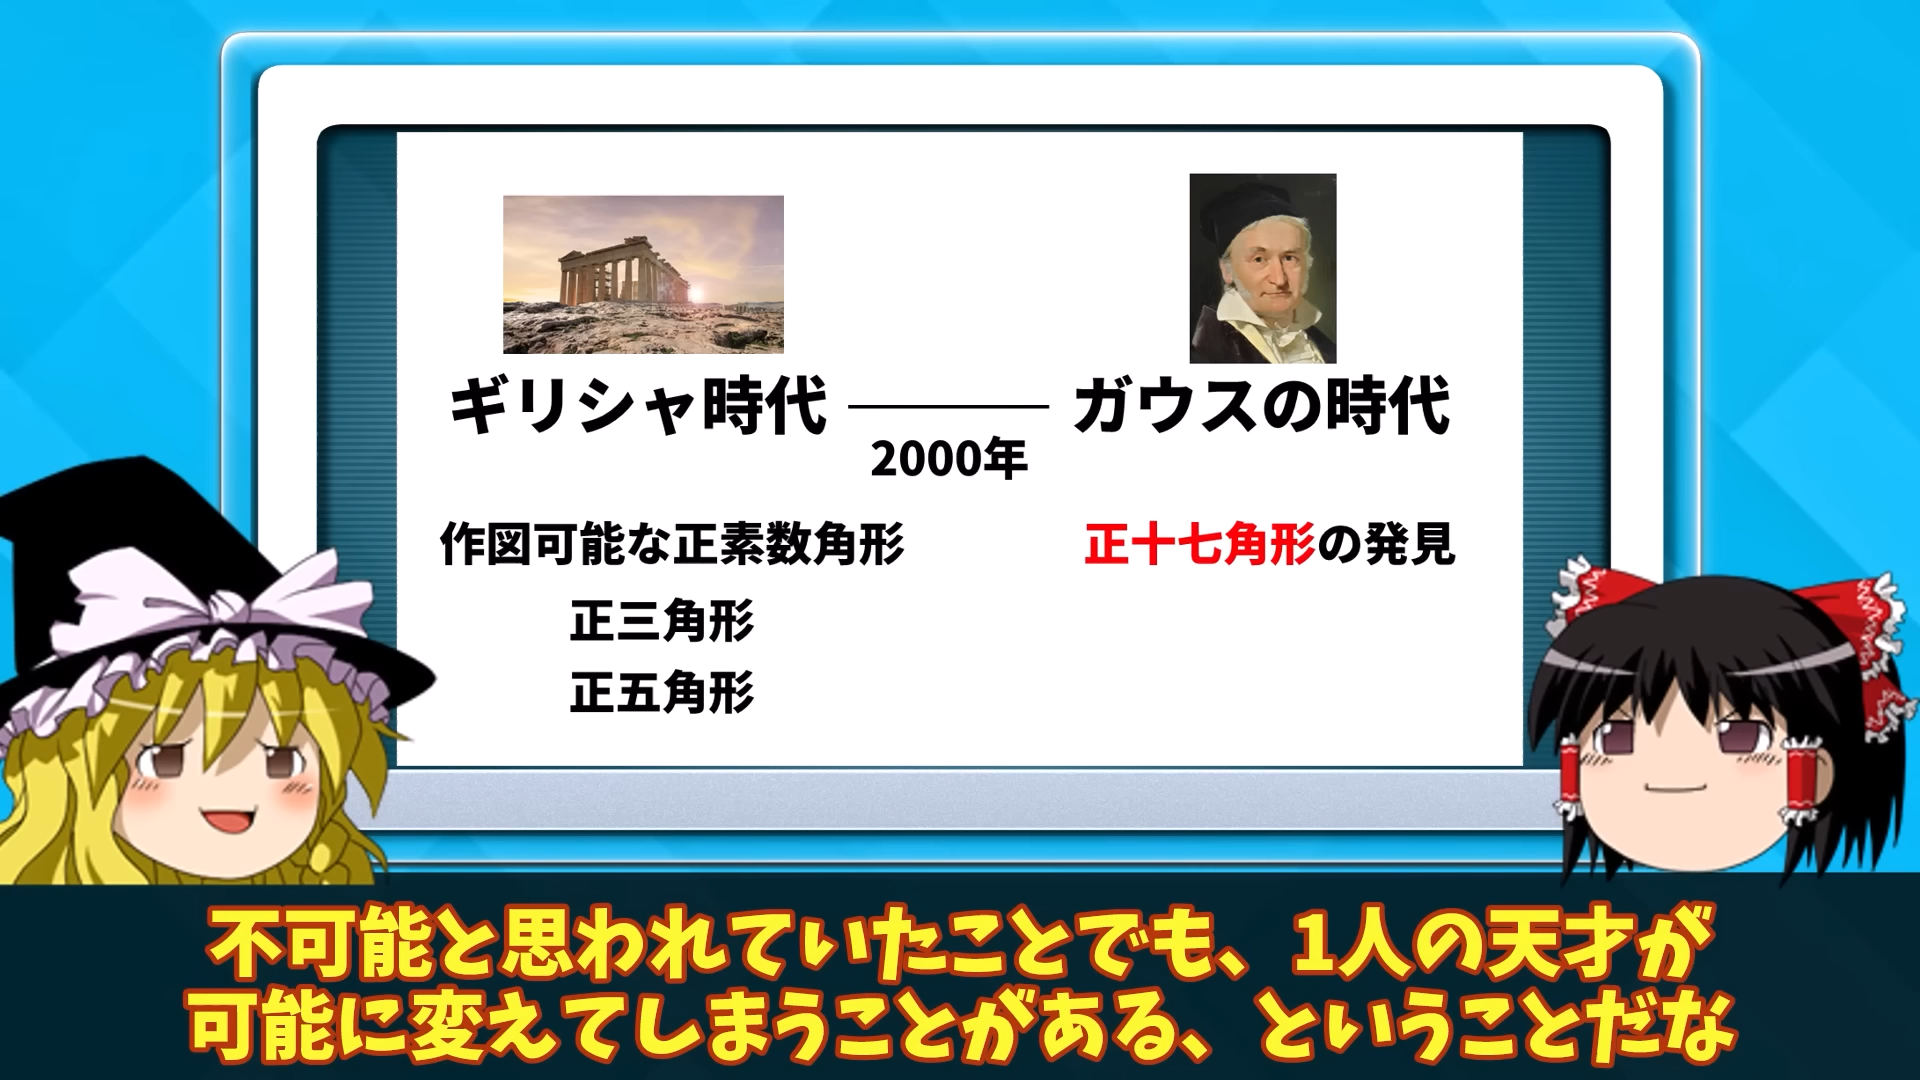 ギリシャ時代
ガウスの時代
2000年
作図可能な正素数角形
正三角形
正五角形
正十七角形の発見
不可能と思われていたことでも、1人の天才が
可能に変えてしまうことがある、ということだな